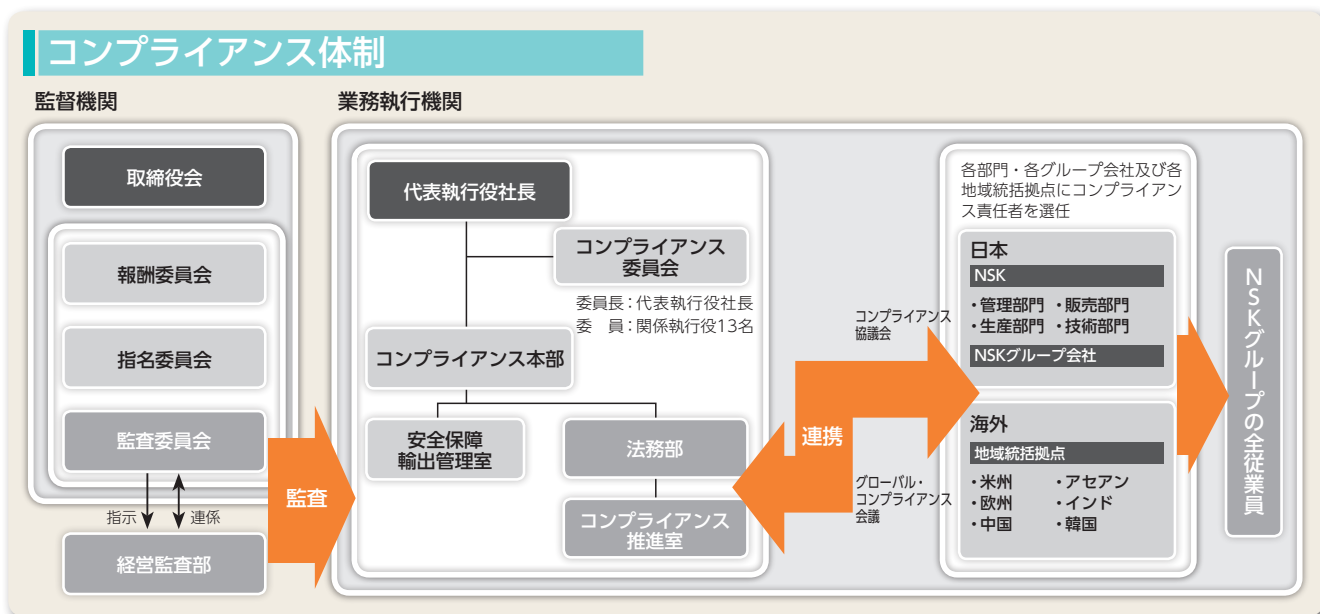 コンプライアンス体制
監督機関
取締役会
報酬委員会
指名委員会
監査委員会
指示
連係
経営監査部
監査
業務執行機関
代表執行役社長
コンプライアンス
委員会
委員長：代表執行役社長
委　員：関係執行役13名
コンプライアンス本部
安全保障
輸出管理室
法務部
コンプライアンス
推進室
連携
コンプライアンス
協議会
グローバル・
コンプライアンス
会議
各部門・各グループ会社及び各
地域統括拠点にコンプライアン
ス責任者を選任
日本
NSK
・管理部門 ・販売部門
・生産部門 ・技術部門
NSKグループ会社
海外
地域統括拠点
・米州 ・アセアン
・欧州 ・インド
・中国 ・韓国
NSKグループの全従業員